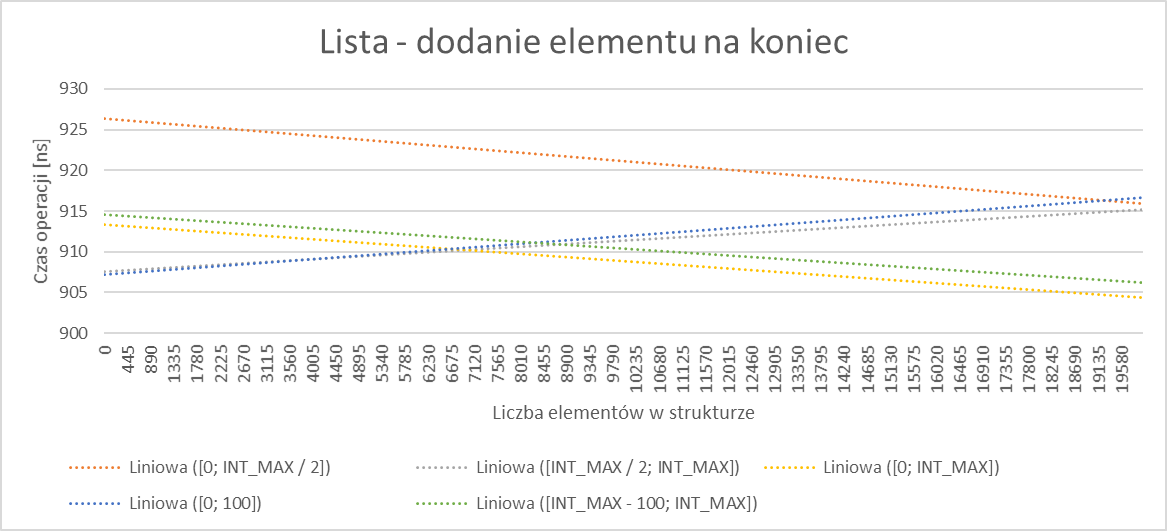 Lista - dodanie elementu na koniec
930
925
920
915
910
905
900
Czas operacji [ns]
0 445 890 1335 1780 2225 2670 3115 3560 4005 4450 4895 5340 5785 6230 6675 7120 7565 8010 8455 8900 9345 9790 10235 10680 11125 11570 12015 12460 12905 13350 13795 14240 14685 15130 15575 16020 16465 16910 17355 17800 18245 18690 19135 19580
Liczba elementów w strukturze
Liniowa ([0; INT_MAX / 2]) Liniowa ([INT_MAX / 2; INT_MAX]) Liniowa ([0; INT_MAX])
Liniowa ([0; 100]) Liniowa ([INT_MAX - 100; INT_MAX])